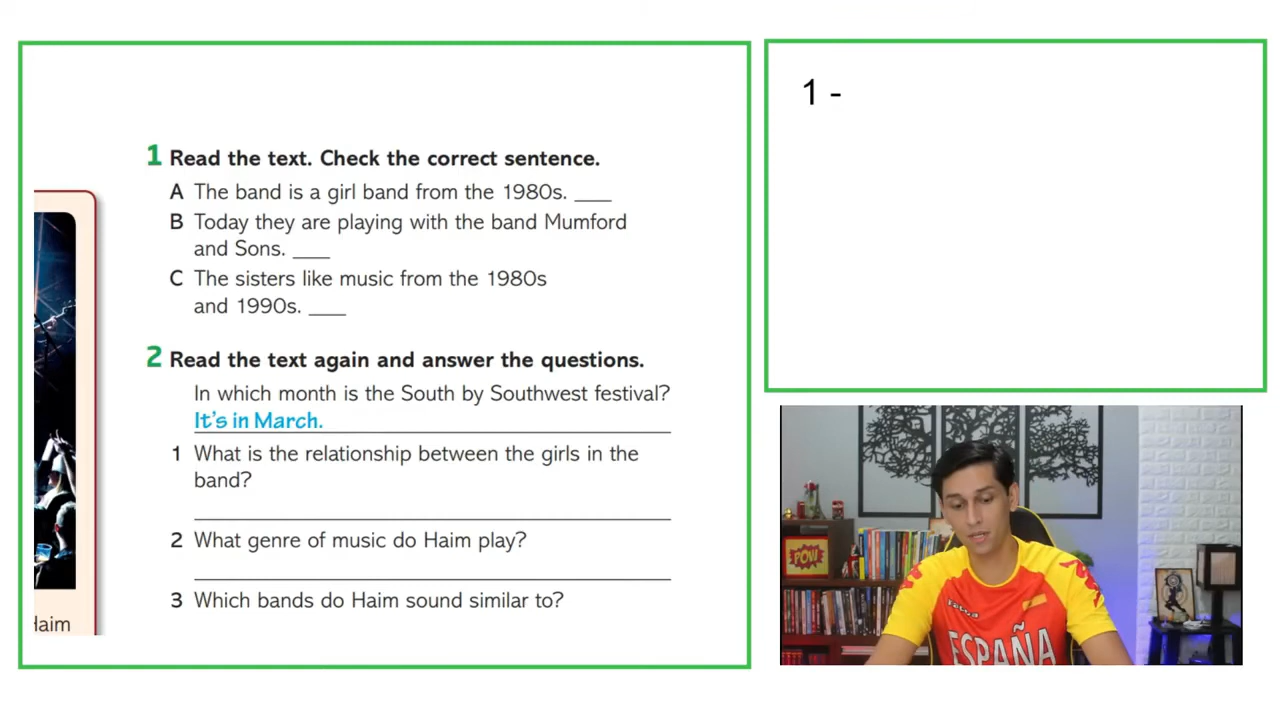 1 Read the text. Check the correct sentence.
A The band is a girl band from the 1980s. ____
B Today they are playing with the band Mumford
and Sons. ____
C The sisters like music from the 1980s
and 1990s. ____
2 Read the text again and answer the questions.
In which month is the South by Southwest festival?
It's in March.
1 What is the relationship between the girls in the
band?
2 What genre of music do Haim play?
3 Which bands do Haim sound similar to?
1 -
POW
ESPAÑA